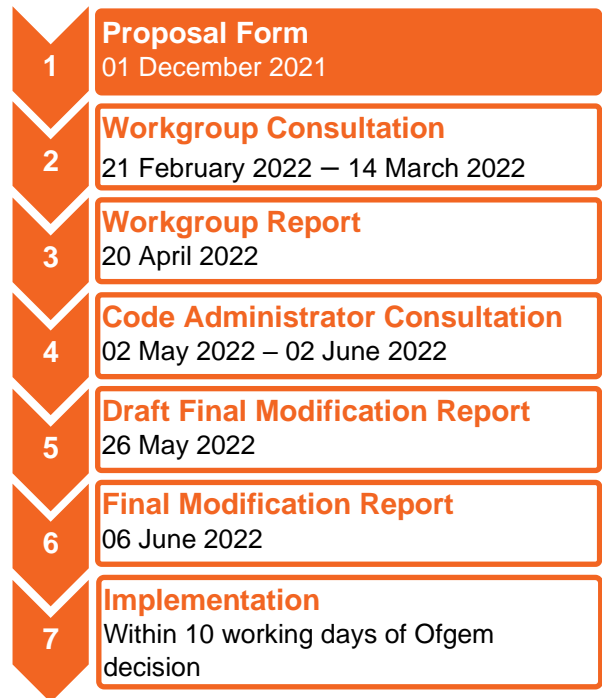 1
Proposal Form
01 December 2021
2
Workgroup Consultation
21 February 2022 – 14 March 2022
3
Workgroup Report
20 April 2022
4
Code Administrator Consultation
02 May 2022 – 02 June 2022
5
Draft Final Modification Report
26 May 2022
6
Final Modification Report
06 June 2022
7
Implementation
Within 10 working days of Ofgem
decision